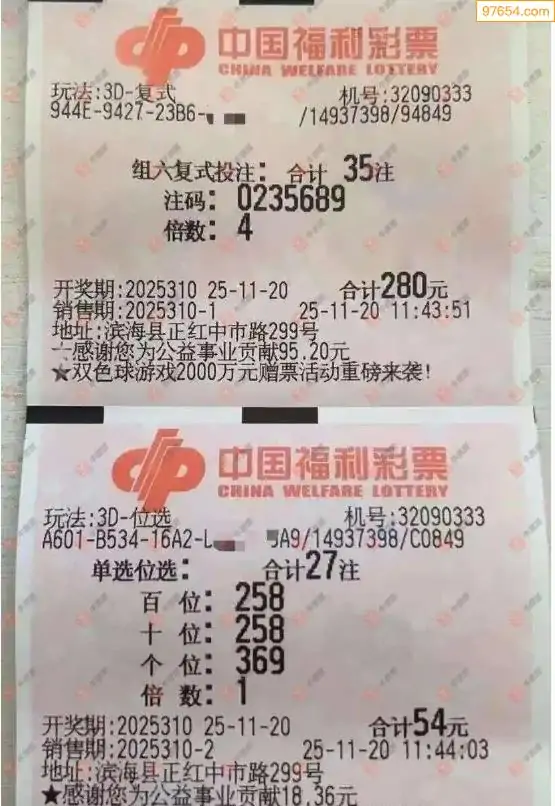 97654.com
中国福利彩票
CHINA WELFARE LOTTERY
玩法:3D-复式 机号:32090333
944E-9427-23B6- /14937398/94849
组六复式投注: 合计 35注
注码: 0235689
倍数: 4
开奖期:2025310 25-11-20 合计280元
销售期:2025310-1 25-11-20 11:43:51
地址:滨海县正红中市路299号
感谢您为公益事业贡献95.20元
★双色球游戏2000万元赠票活动重磅来袭!
中国福利彩票
CHINA WELFARE LOTTERY
玩法:3D-位选 机号:32090333
A601-B534-16A2- A9/14937398/C0849
单选位选: 合计27注
百位: 258
十位: 258
个位: 369
倍数: 1
开奖期:2025310 25-11-20 合计54元
销售期:2025310-2 25-11-20 11:44:03
地址:滨海县正红中市路299号
★感谢您为公益事业贡献18.36元